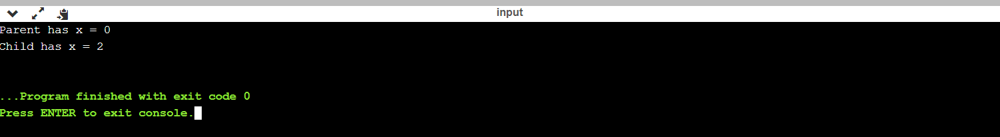 input
Parent has x = 0
Child has x = 2
...Program finished with exit code 0
Press ENTER to exit console.